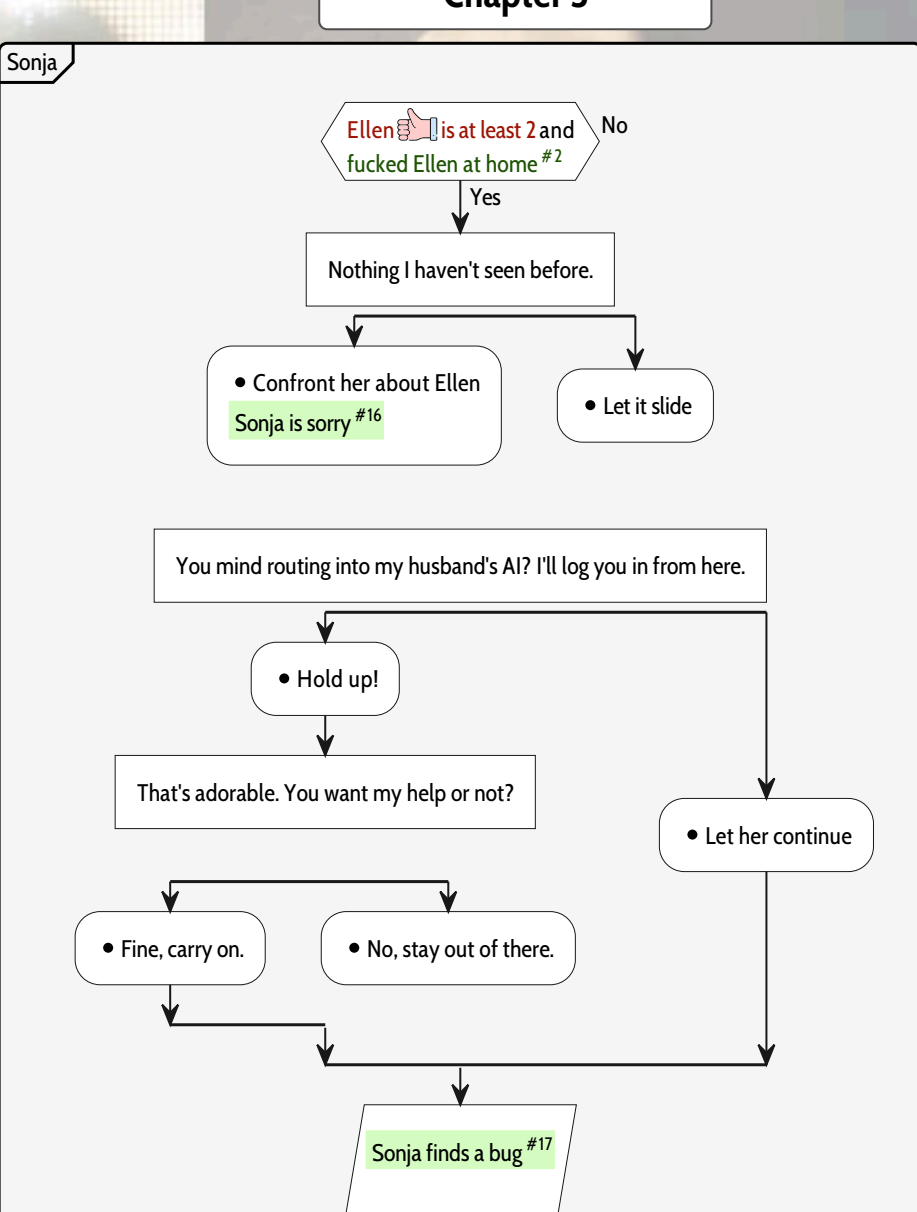 Sonja
Ellen is at least 2 and
fucked Ellen at home #2
No
Yes
Nothing I haven't seen before.
• Confront her about Ellen
Sonja is sorry #16
• Let it slide
You mind routing into my husband's AI? I'll log you in from here.
• Hold up!
That's adorable. You want my help or not?
• Let her continue
• Fine, carry on.
• No, stay out of there.
Sonja finds a bug #17